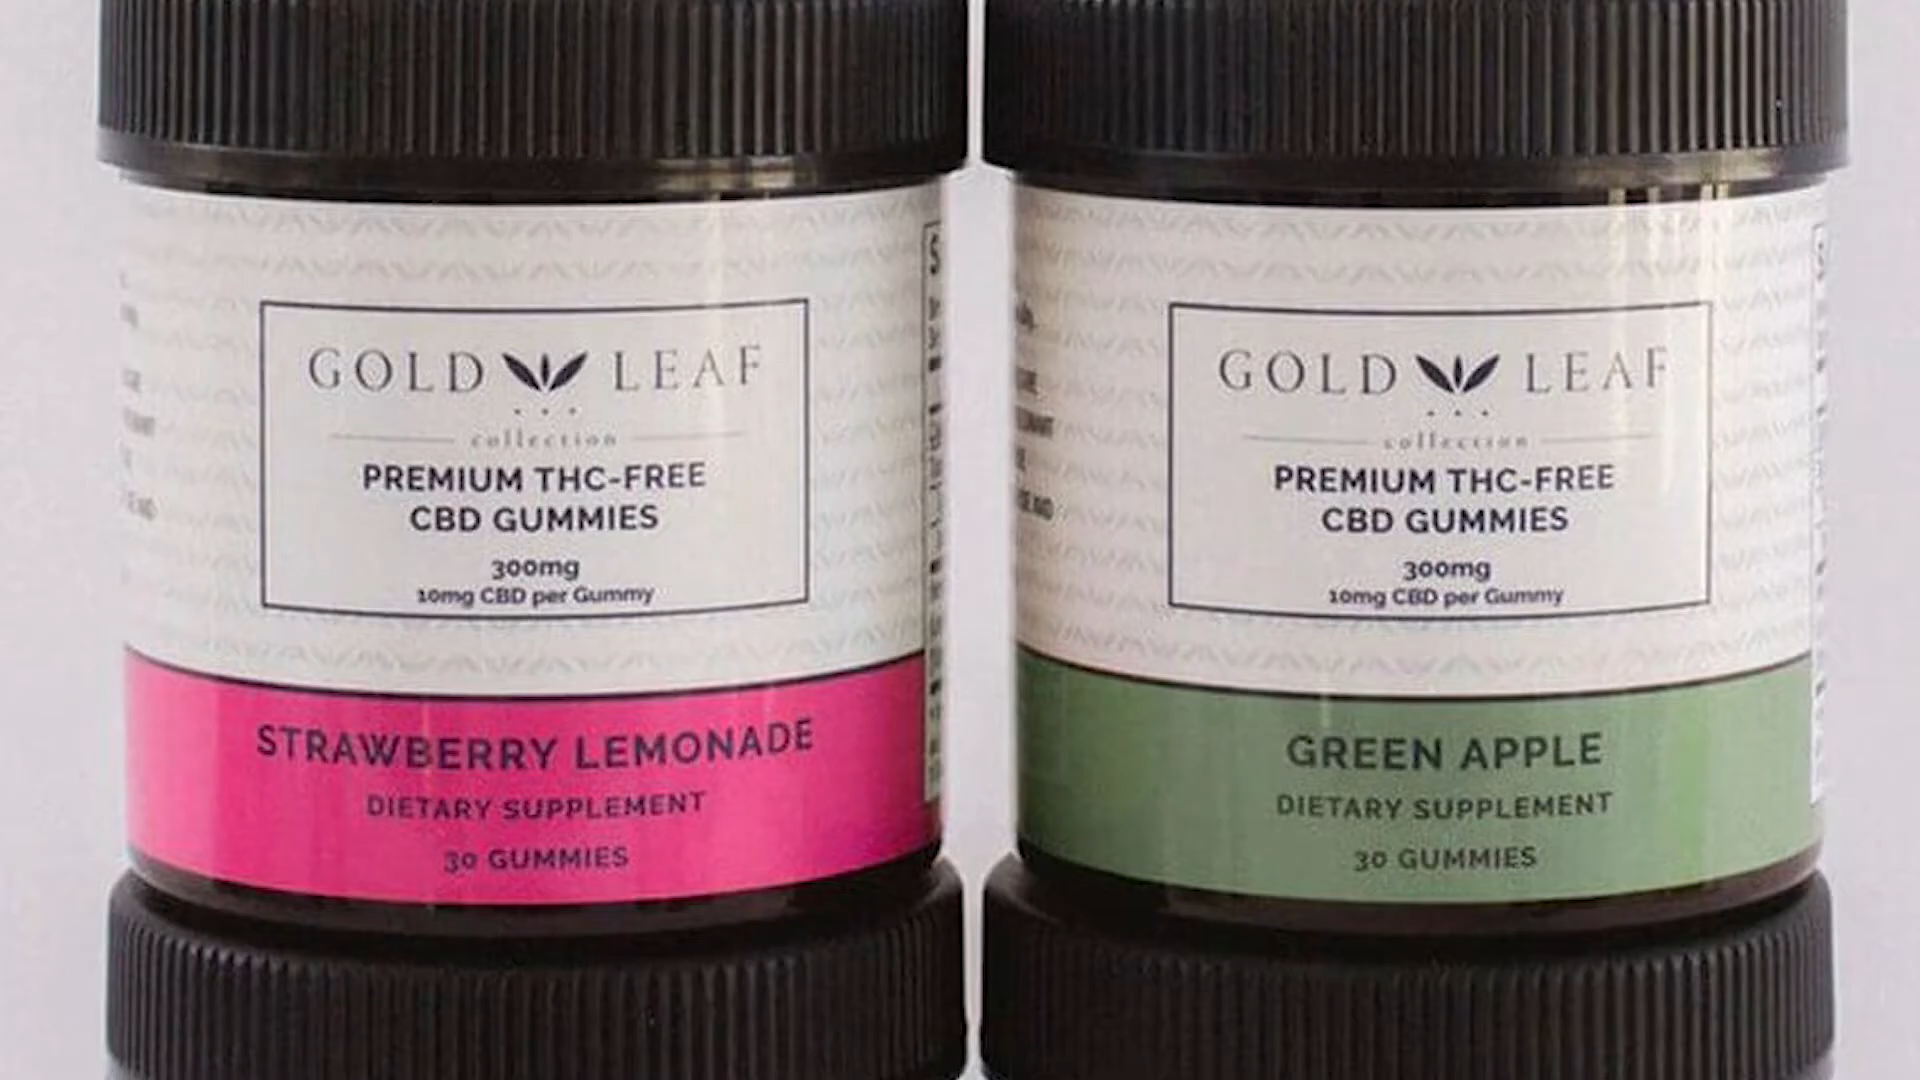 GOLD LEAF
collection
PREMIUM THC-FREE
CBD GUMMIES
300mg
10mg CBD per Gummy
STRAWBERRY LEMONADE
DIETARY SUPPLEMENT
30 GUMMIES
GOLD LEAF
collection
PREMIUM THC-FREE
CBD GUMMIES
300mg
10mg CBD per Gummy
GREEN APPLE
DIETARY SUPPLEMENT
30 GUMMIES